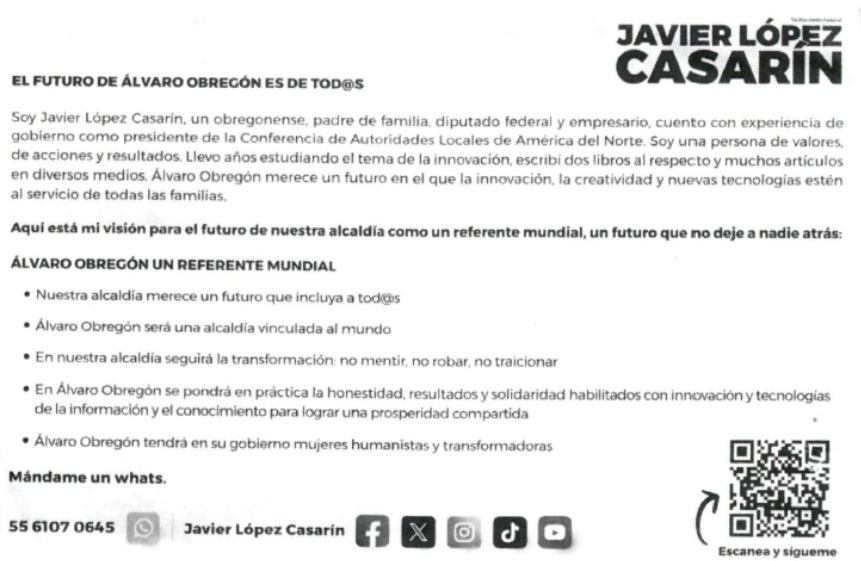 Tu Diputado Federal
JAVIER LÓPEZ
CASARÍN
EL FUTURO DE ÁLVARO OBREGÓN ES DE TOD@S
Soy Javier López Casarín, un obregonense, padre de familia, diputado federal y empresario, cuento con experiencia de
gobierno como presidente de la Conferencia de Autoridades Locales de América del Norte. Soy una persona de valores,
de acciones y resultados. Llevo años estudiando el tema de la innovación, escribí dos libros al respecto y muchos artículos
en diversos medios. Álvaro Obregón merece un futuro en el que la innovación, la creatividad y nuevas tecnologías estén
al servicio de todas las familias.
Aquí está mi visión para el futuro de nuestra alcaldía como un referente mundial, un futuro que no deje a nadie atrás:
ÁLVARO OBREGÓN UN REFERENTE MUNDIAL
• Nuestra alcaldía merece un futuro que incluya a tod@s
• Álvaro Obregón será una alcaldía vinculada al mundo
• En nuestra alcaldía seguirá la transformación: no mentir, no robar, no traicionar
• En Álvaro Obregón se pondrá en práctica la honestidad, resultados y solidaridad habilitados con innovación y tecnologías
de la información y el conocimiento para lograr una prosperidad compartida
• Álvaro Obregón tendrá en su gobierno mujeres humanistas y transformadoras
Mándame un whats.
55 6107 0645
Javier López Casarín
Escanea y sígueme